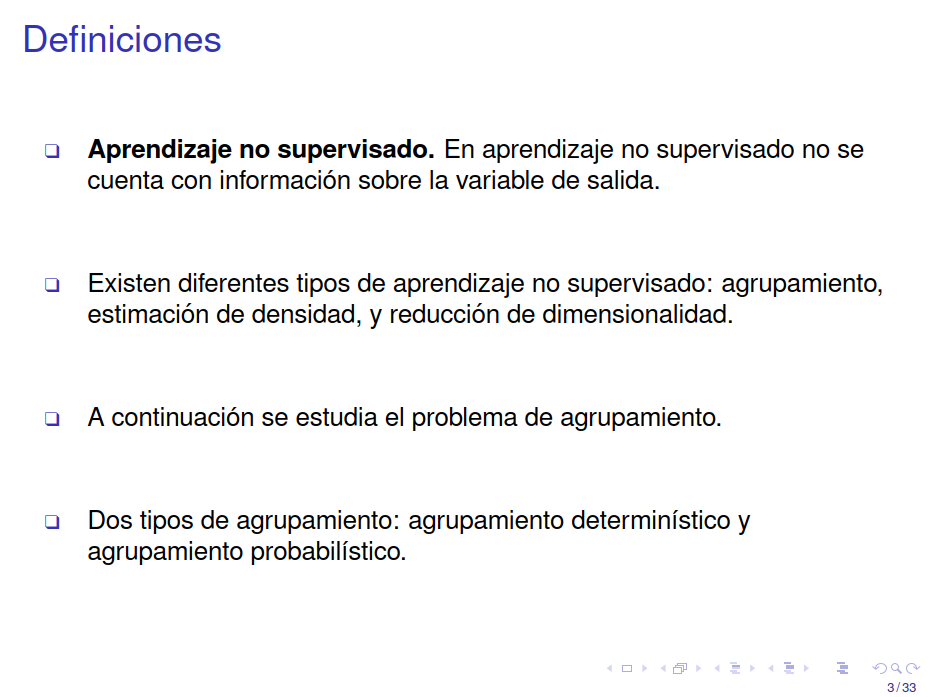 Definiciones
Aprendizaje no supervisado. En aprendizaje no supervisado no se
cuenta con información sobre la variable de salida.
Existen diferentes tipos de aprendizaje no supervisado: agrupamiento,
estimación de densidad, y reducción de dimensionalidad.
A continuación se estudia el problema de agrupamiento.
Dos tipos de agrupamiento: agrupamiento determinístico y
agrupamiento probabilístico.
3 / 33